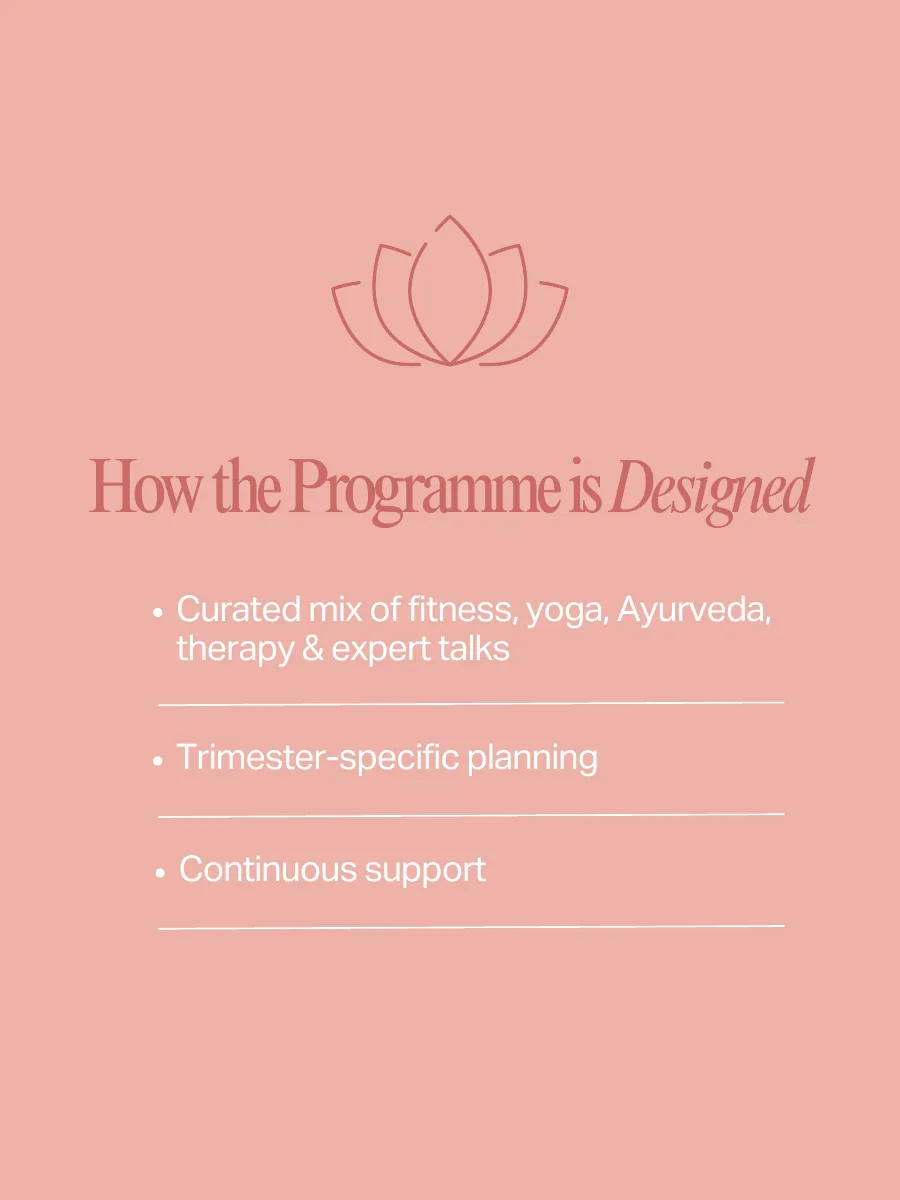 How the Programme is Designed
• Curated mix of fitness, yoga, Ayurveda,
therapy & expert talks
• Trimester-specific planning
• Continuous support